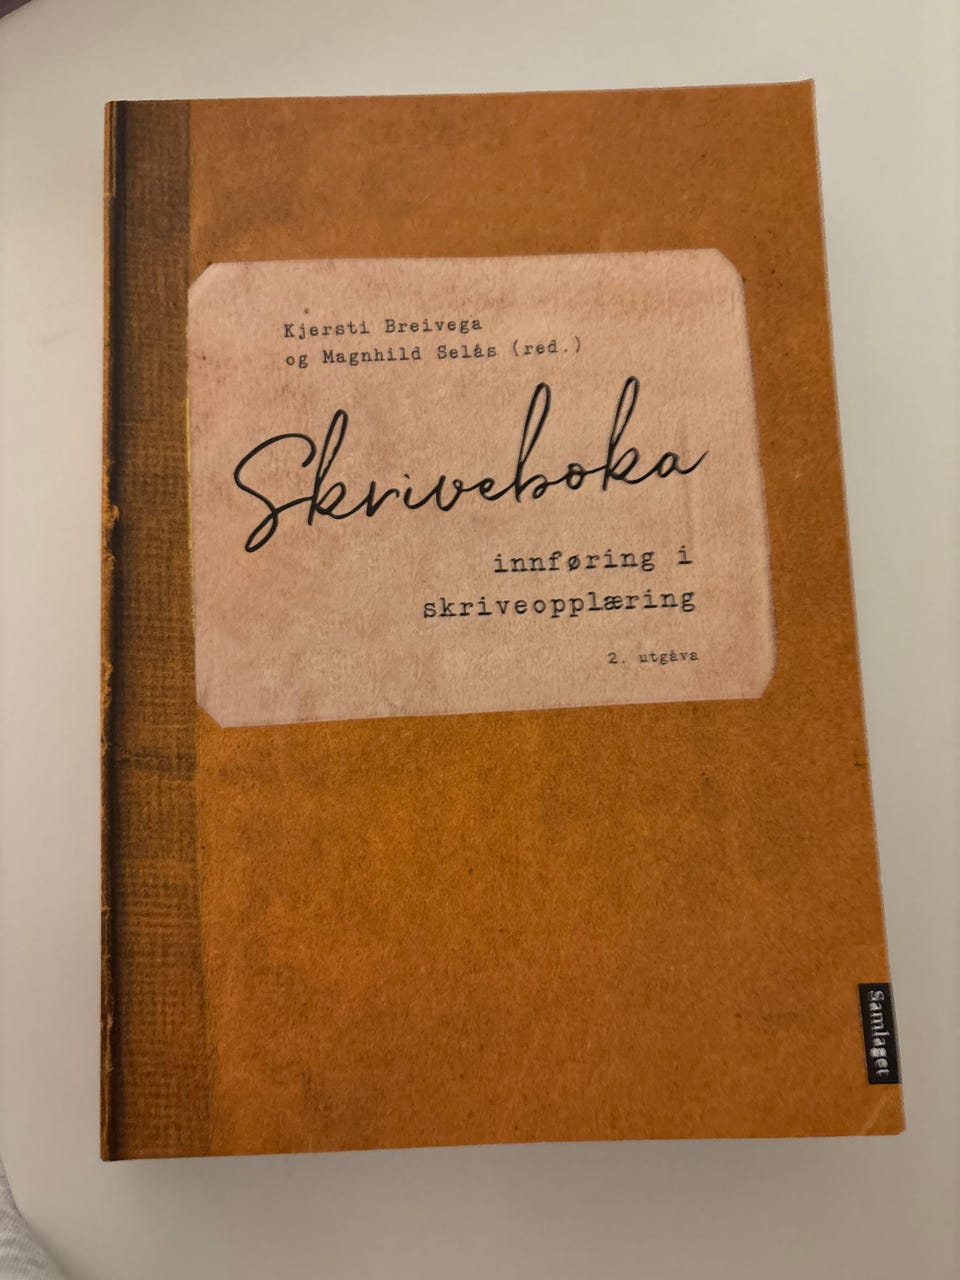 Kjersti Breivega
og Magnhild Selås (red.)
Skriveboka
innføring i
skriveopplæring
2. utgåva
Samlaget